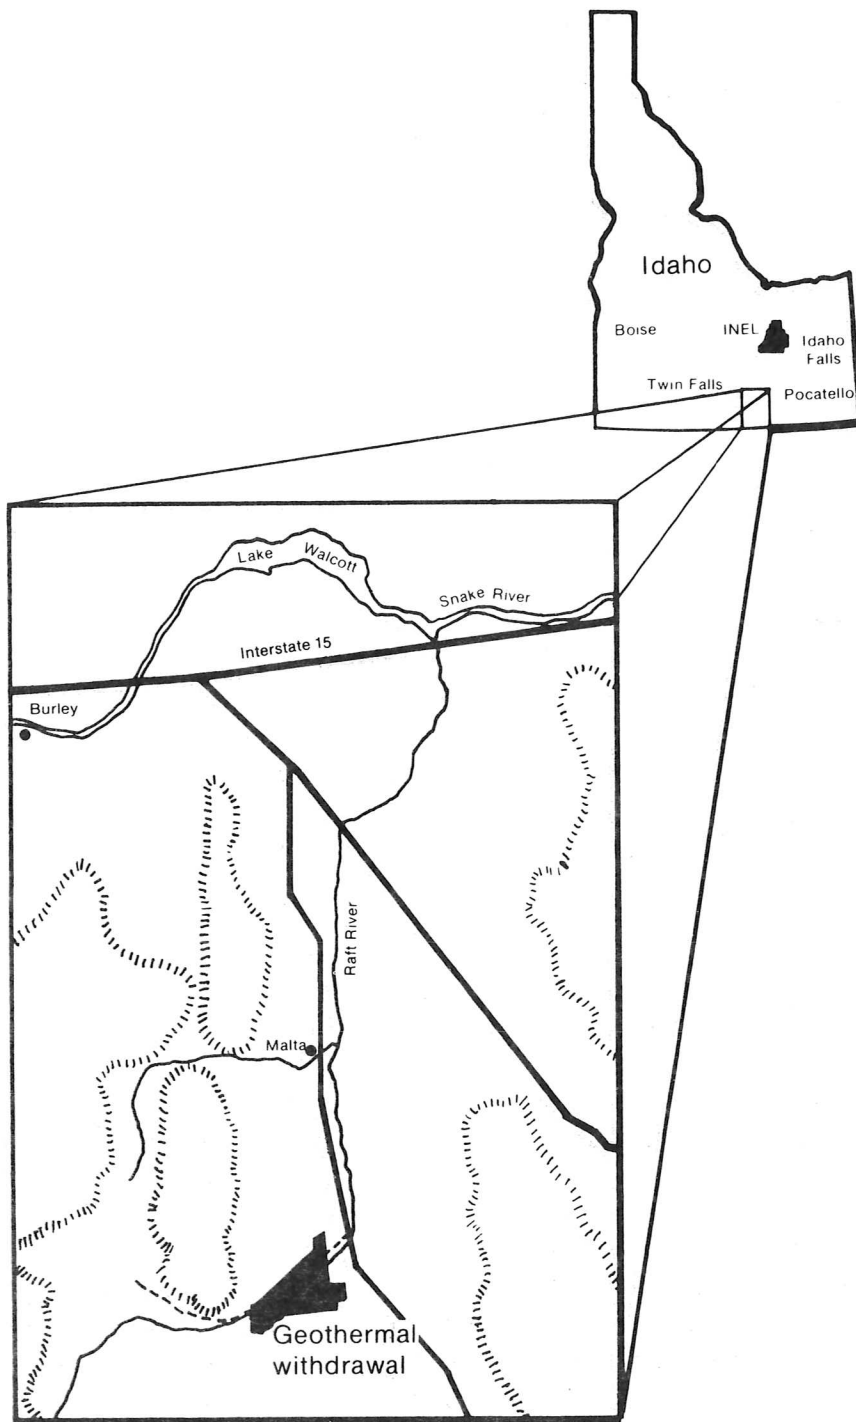 Idaho
Boise
INEL
Idaho
Falls
Twin Falls
Pocatello
Lake Walcott
Snake River
Interstate 15
Burley
Raft River
Malta
Geothermal
withdrawal